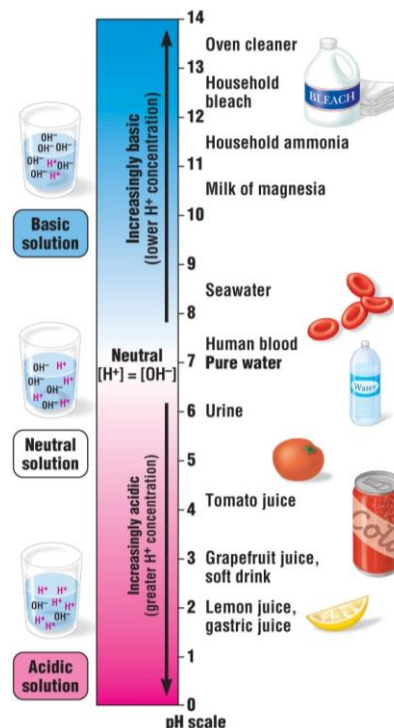 14
13
12
11
10
9
8
7
6
5
4
3
2
1
0
pH scale
Increasingly basic
(lower H⁺ concentration)
Neutral
[H⁺] = [OH⁻]
Increasingly acidic
(greater H⁺ concentration)
OH⁻
OH⁻ OH⁻
OH⁻ H⁺ OH⁻
OH⁻ H⁺
Basic
solution
OH⁻ H⁺
OH⁻ H⁺
OH⁻
H⁺ OH⁻ H⁺
Neutral
solution
H⁺ H⁺
H⁺
OH⁻ H⁺
H⁺ OH⁻
H⁺ H⁺
Acidic
solution
Oven cleaner
Household
bleach
BLEACH
Household ammonia
Milk of magnesia
Seawater
Human blood
Pure water
Water
Urine
Tomato juice
Cola
Grapefruit juice,
soft drink
Lemon juice,
gastric juice